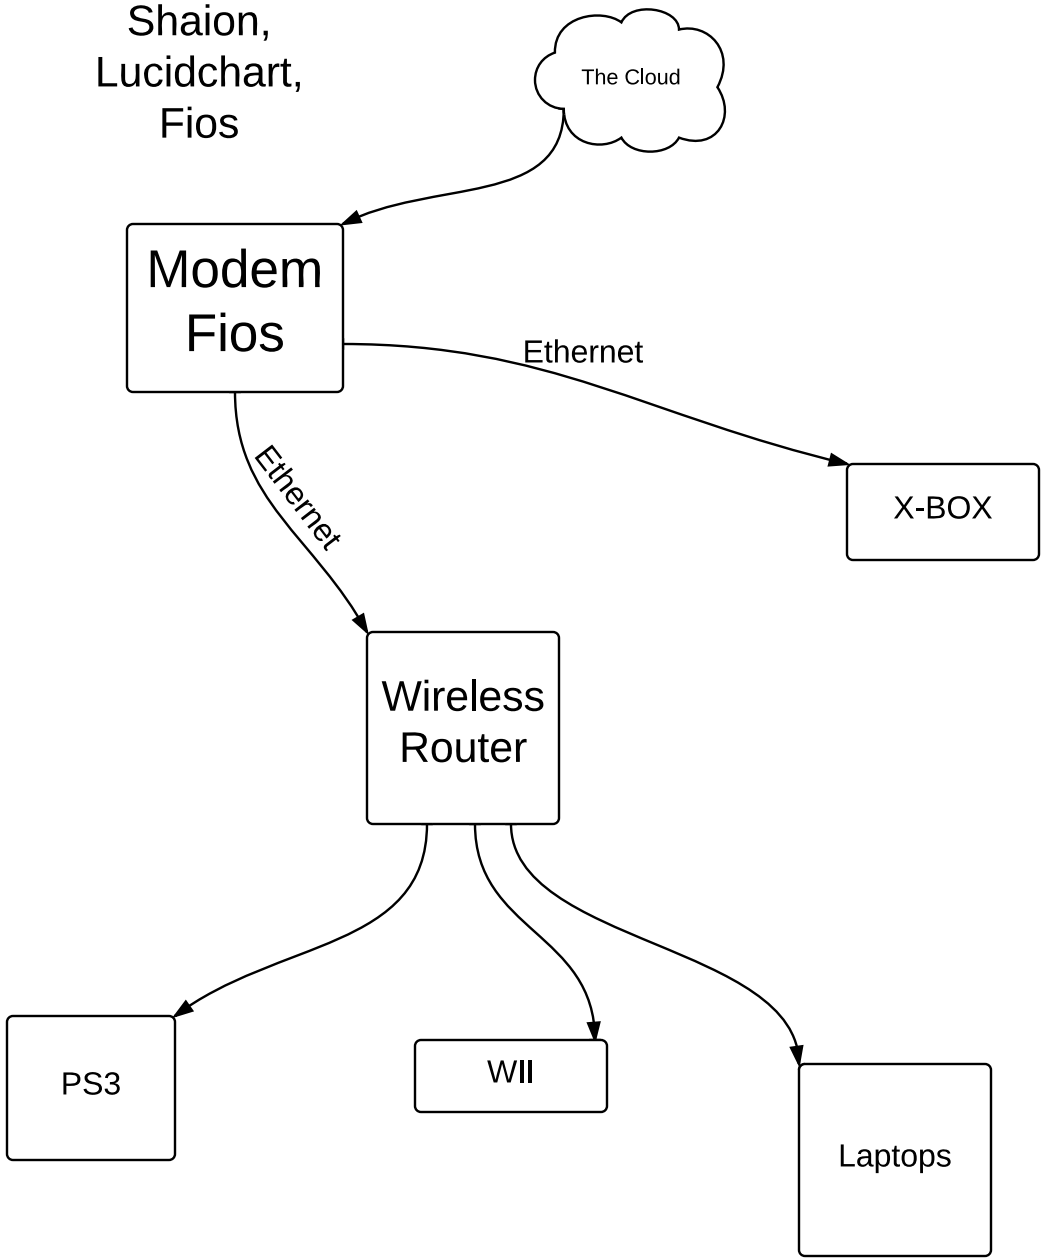 Shaion,
Lucidchart,
Fios
The Cloud
Modem
Fios
Ethernet
Ethernet
X-BOX
Wireless
Router
PS3
WII
Laptops